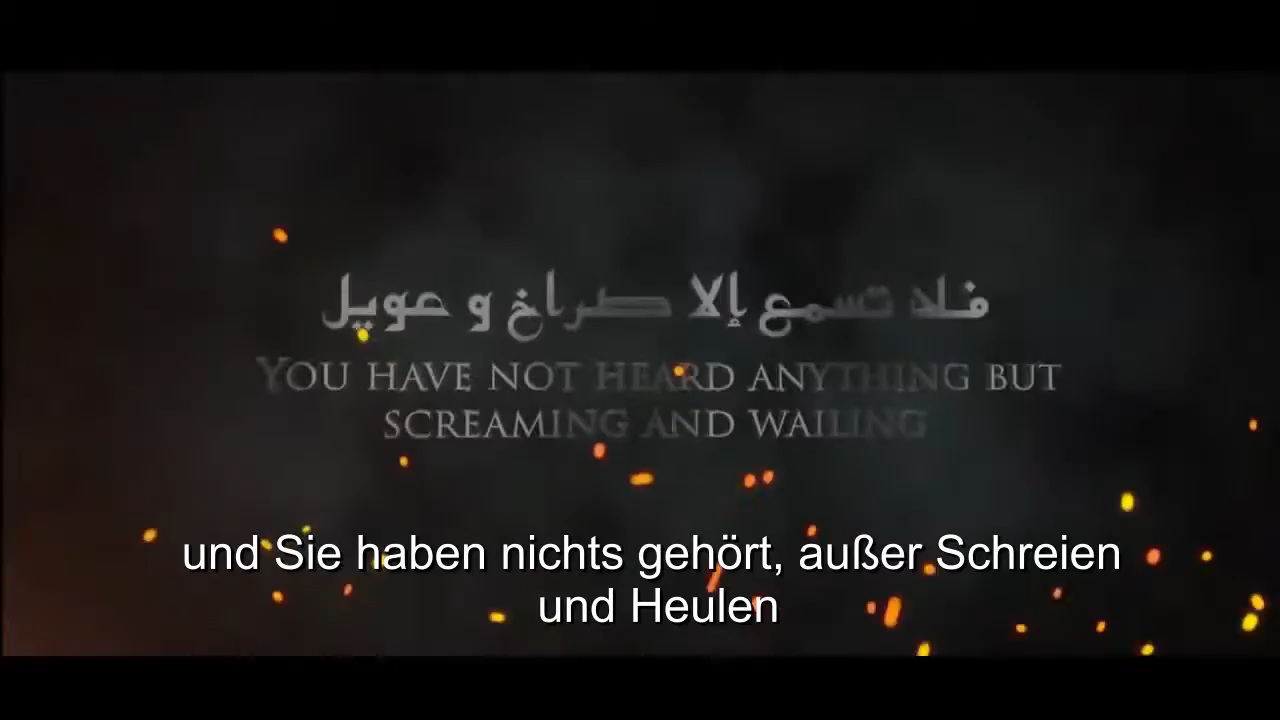 فلا تسمع إلا صراخ و عويل
YOU HAVE NOT HEARD ANYTHING BUT
SCREAMING AND WAILING
und Sie haben nichts gehört, außer Schreien
und Heulen